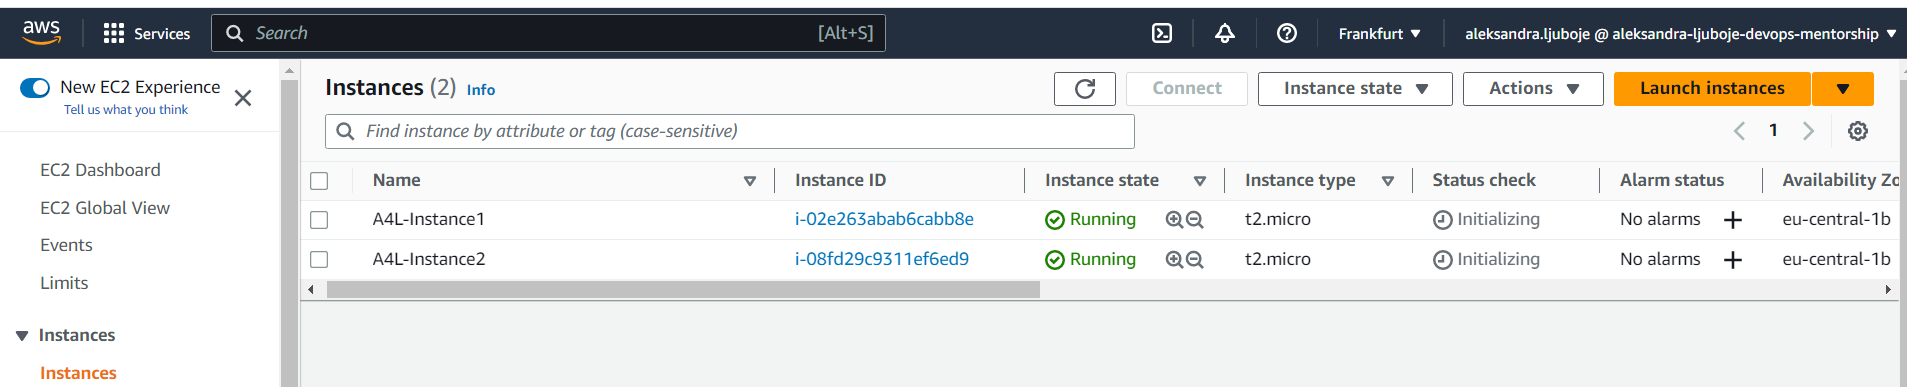 aws
Services
Search
[Alt+S]
Frankfurt
aleksandra.ljuboje @ aleksandra-ljuboje-devops-mentorship
New EC2 Experience
Tell us what you think
EC2 Dashboard
EC2 Global View
Events
Limits
Instances
Instances
Instances (2) Info
Connect
Instance state
Actions
Launch instances
Find instance by attribute or tag (case-sensitive)
1
Name Instance ID Instance state Instance type Status check Alarm status Availability Zo
A4L-Instance1 i-02e263abab6cabb8e Running t2.micro Initializing No alarms + eu-central-1b
A4L-Instance2 i-08fd29c9311ef6ed9 Running t2.micro Initializing No alarms + eu-central-1b